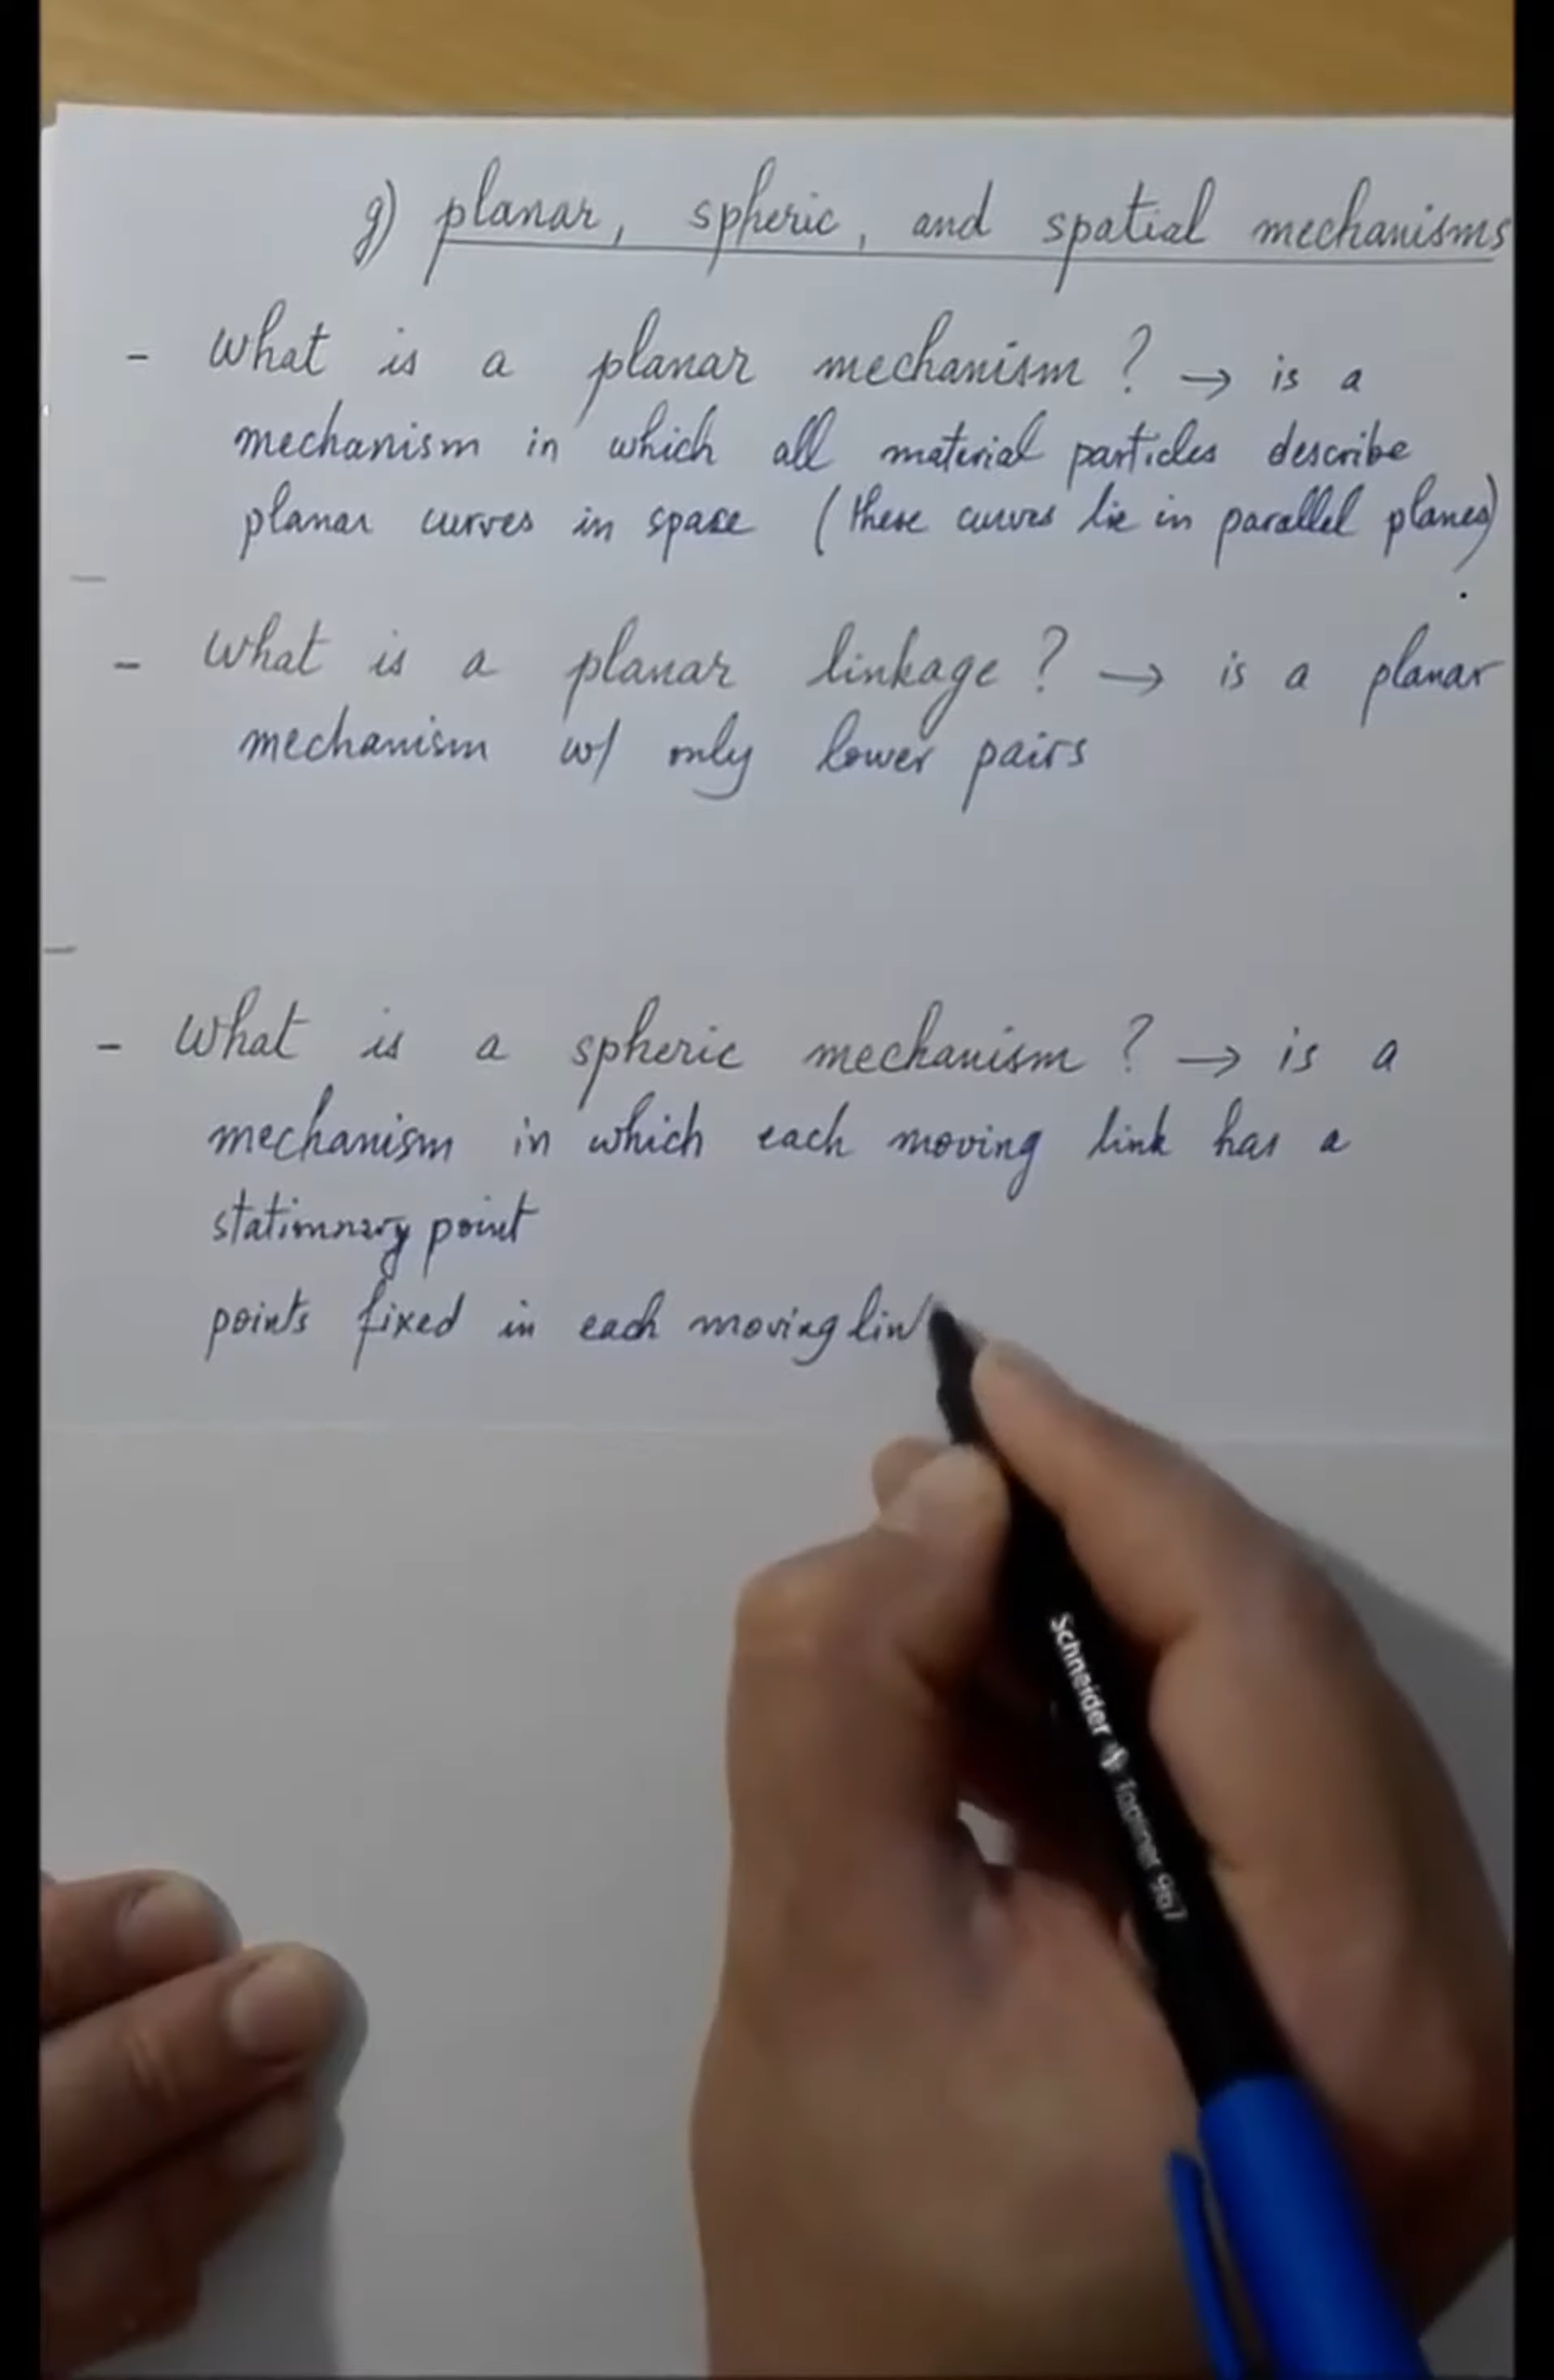 g) planar, spheric, and spatial mechanisms
- What is a planar mechanism? → is a
mechanism in which all material particles describe
planar curves in space (these curves lie in parallel planes)
- What is a planar linkage? → is a planar
mechanism w/ only lower pairs
- What is a spheric mechanism? → is a
mechanism in which each moving link has a
stationary point
points fixed in each moving lin
Schneider Topliner 967